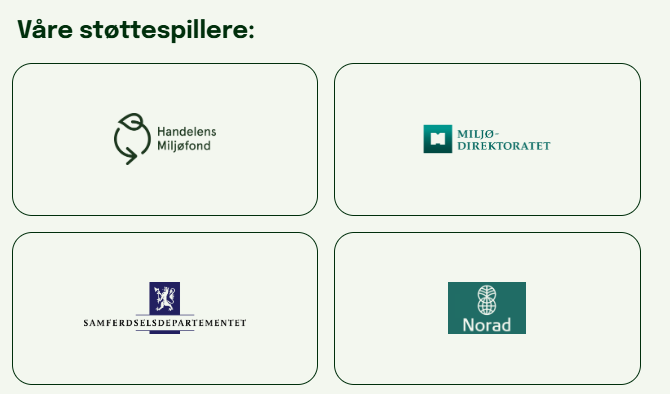 Våre støttespillere:
Handelens
Miljøfond
MILJØ-
DIREKTORATET
SAMFERDSELSDEPARTEMENTET
Norad